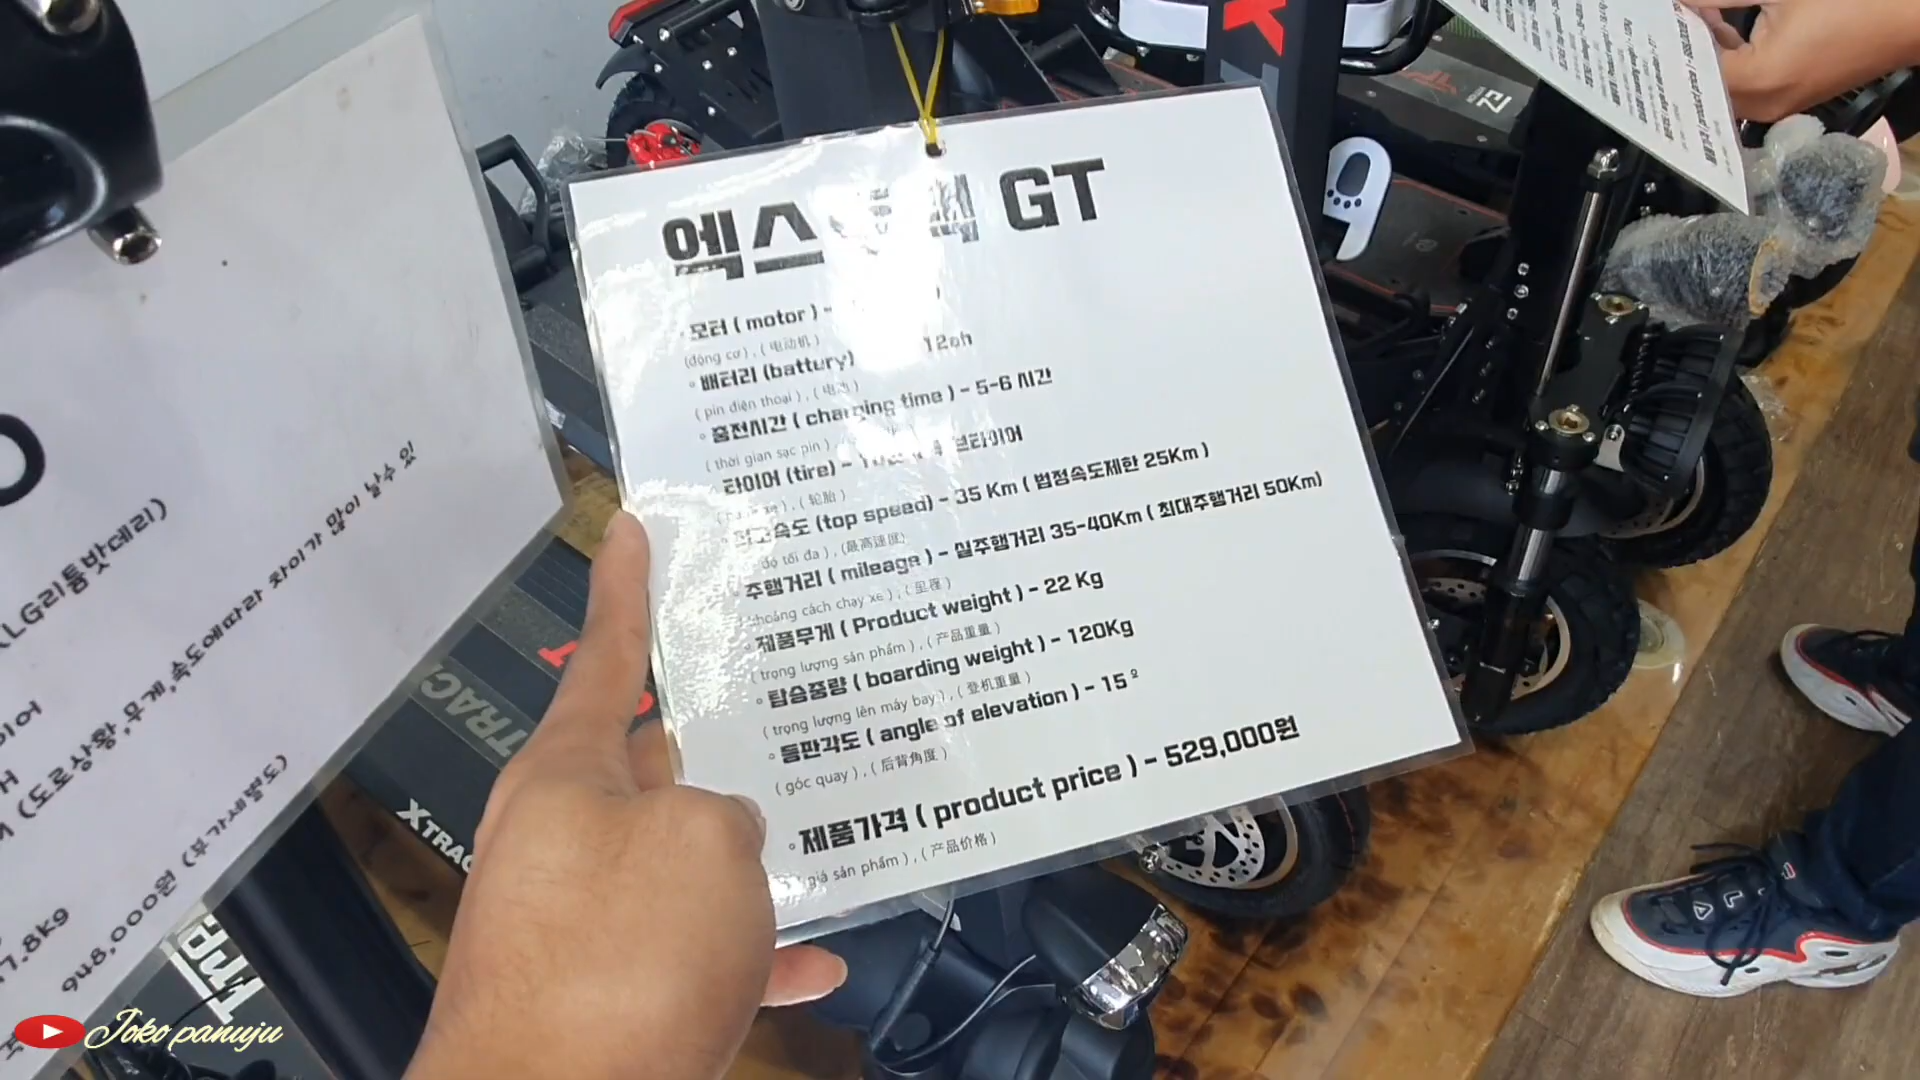 GT
모터 ( motor ) -
(động cơ) , ( 电动机 )
배터리 (battery) 12ah
( pin điện thoại ) , ( 电池 )
충전시간 ( charging time ) - 5-6 시간
( thời gian sạc pin ) ,
타이어 (tire) -
, ( 轮胎 )
최고속도 (top speed) - 35 Km ( 법정속도제한 25Km )
độ tối đa ) , (最高速度)
주행거리 ( mileage ) - 실주행거리 35-40Km ( 최대주행거리 50Km)
khoảng cách chạy xe ) , ( 里程 )
제품무게 ( Product weight ) - 22 Kg
( trọng lượng sản phẩm ) , ( 产品重量 )
탑승중량 ( boarding weight ) - 120Kg
( trọng lượng lên máy bay ) , ( 登机重量 )
등판각도 ( angle of elevation ) - 15º
( góc quay ) , ( 后背角度 )
제품가격 ( product price ) - 529,000원
giá sản phẩm ) , ( 产品价格 )
LG리튬밧데리)
이어
H
(도로상황,무게,속도에따라 차이가 많이 날수 있
7.8Kg
948,000원 (부가세별도)
XTRAC
Joko panuju